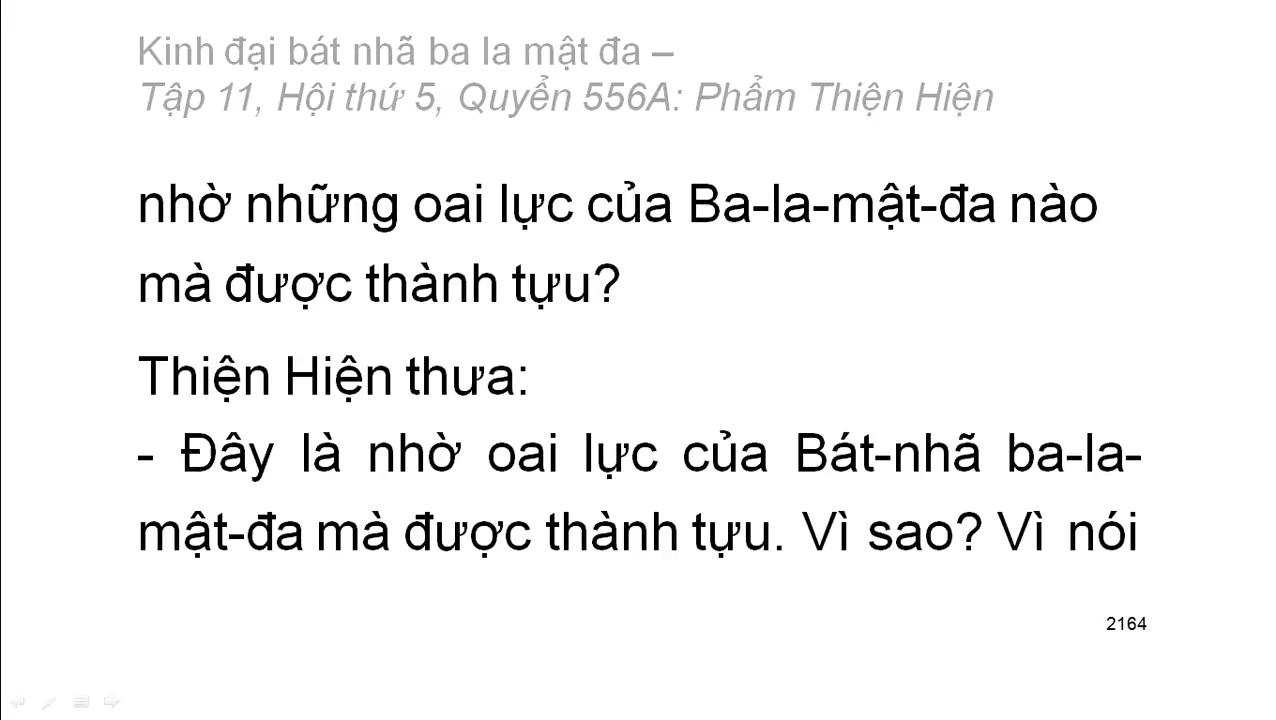 Kinh đại bát nhã ba la mật đa –
Tập 11, Hội thứ 5, Quyển 556A: Phẩm Thiện Hiện
nhờ những oai lực của Ba-la-mật-đa nào
mà được thành tựu?
Thiện Hiện thưa:
- Đây là nhờ oai lực của Bát-nhã ba-la-
mật-đa mà được thành tựu. Vì sao? Vì nói
2164